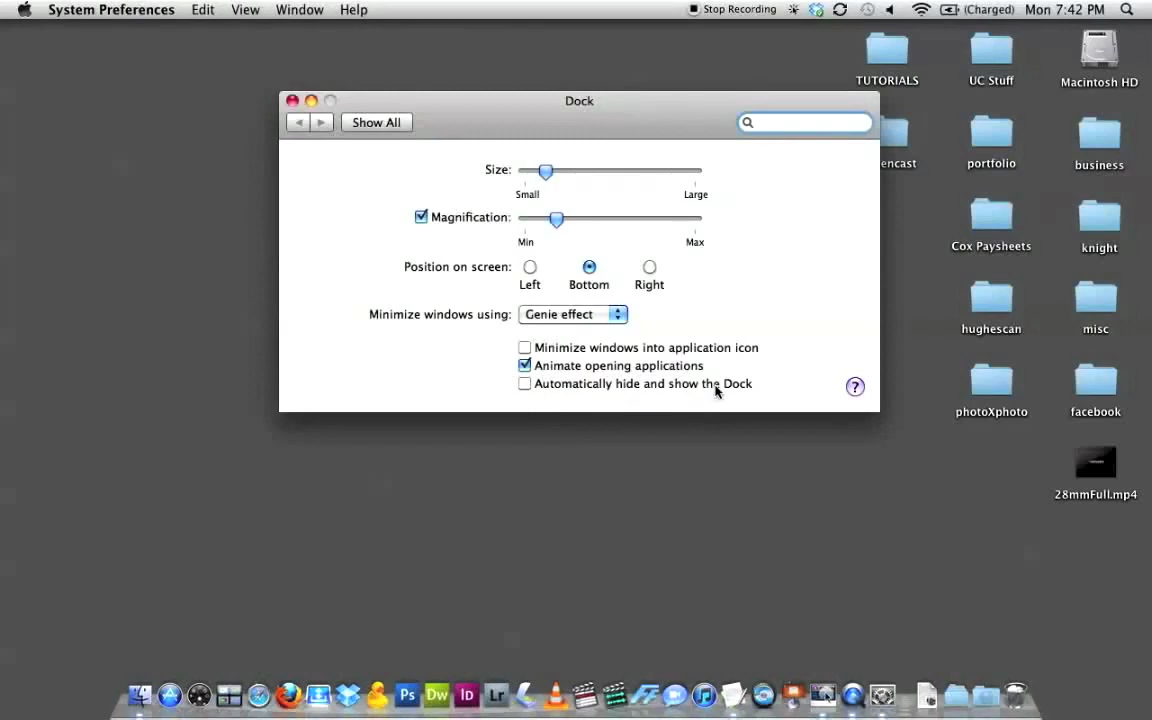 System Preferences Edit View Window Help Stop Recording (Charged) Mon 7:42 PM
TUTORIALS UC Stuff Macintosh HD
Dock
Show All
portfolio business
Size:
Small Large
Magnification:
Min Max
Cox Paysheets knight
Position on screen:
Left Bottom Right
Minimize windows using: Genie effect
hughescan misc
Minimize windows into application icon
Animate opening applications
Automatically hide and show the Dock
?
photoXphoto facebook
28mmFull.mp4
Ps Dw Id Lr FF